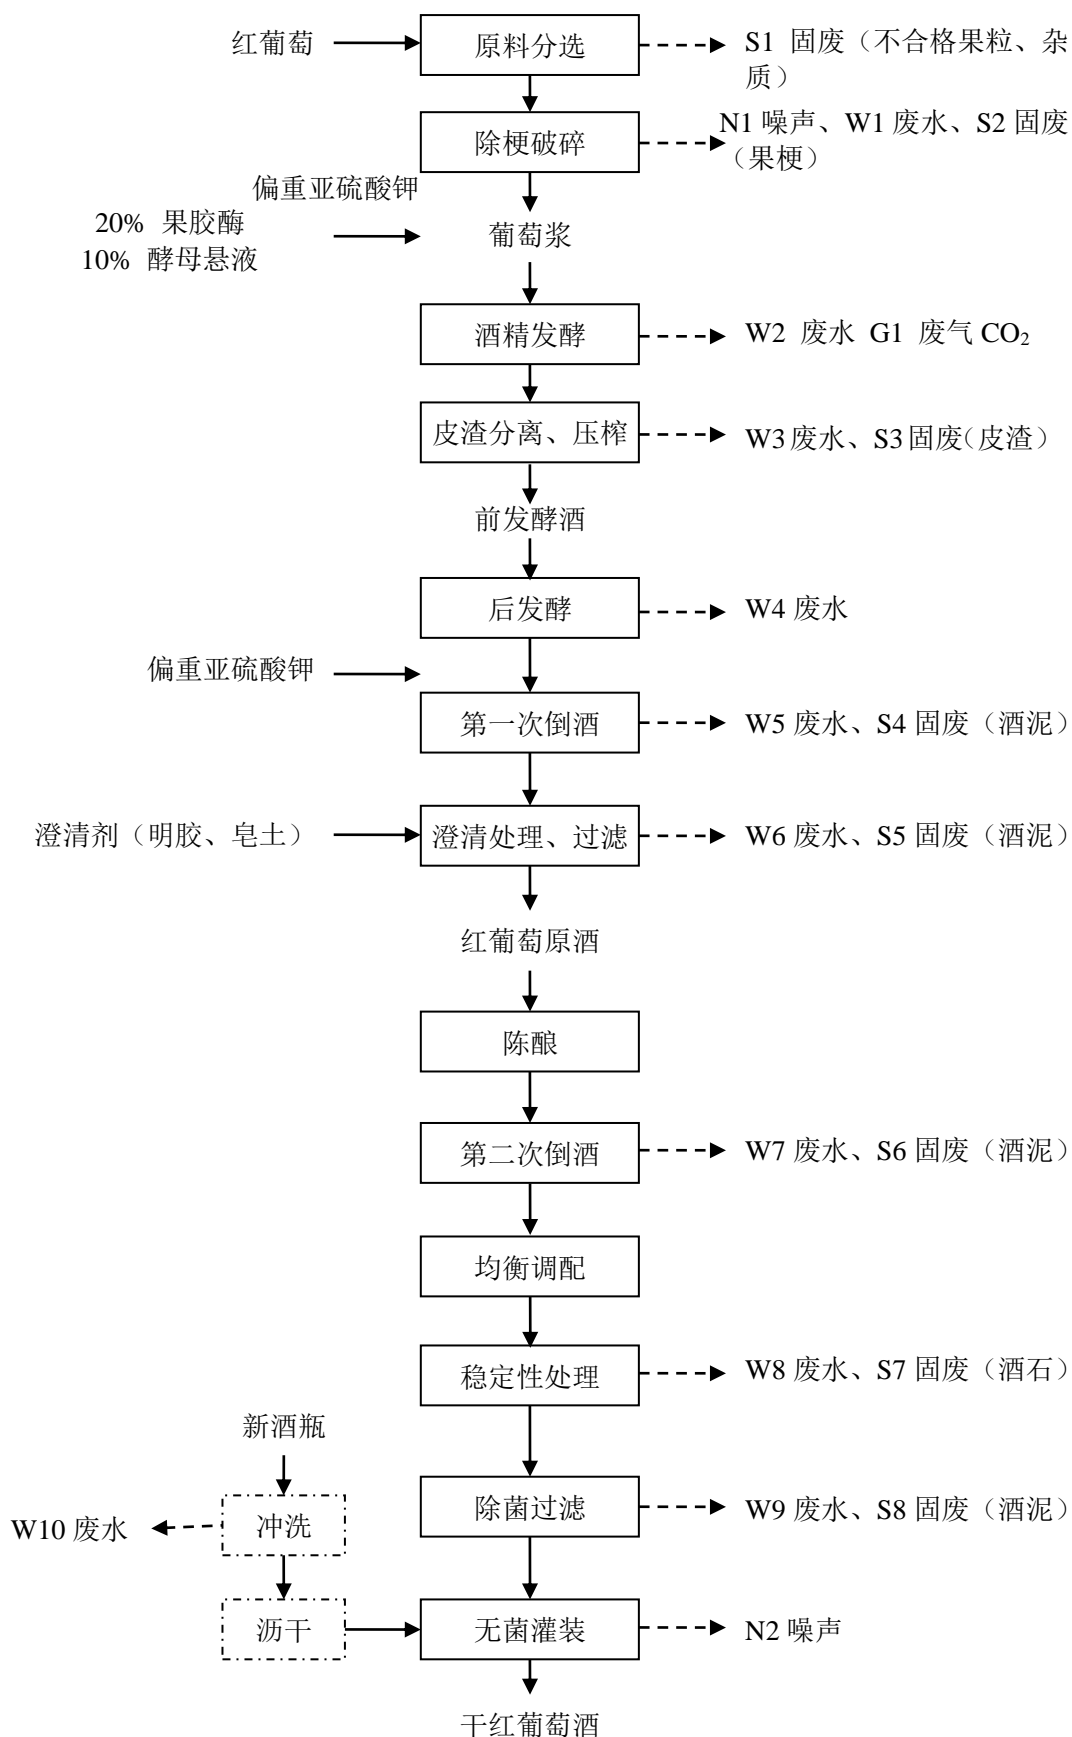 红葡萄
原料分选
S1 固废（不合格果粒、杂
质）
除梗破碎
N1 噪声、W1 废水、S2 固废
（果梗）
偏重亚硫酸钾
20% 果胶酶
10% 酵母悬液
葡萄浆
酒精发酵
W2 废水 G1 废气 CO₂
皮渣分离、压榨
W3 废水、S3 固废（皮渣）
前发酵酒
后发酵
W4 废水
偏重亚硫酸钾
第一次倒酒
W5 废水、S4 固废（酒泥）
澄清剂（明胶、皂土）
澄清处理、过滤
W6 废水、S5 固废（酒泥）
红葡萄原酒
陈酿
第二次倒酒
W7 废水、S6 固废（酒泥）
均衡调配
稳定性处理
W8 废水、S7 固废（酒石）
新酒瓶
冲洗
W10 废水
除菌过滤
W9 废水、S8 固废（酒泥）
沥干
无菌灌装
N2 噪声
干红葡萄酒